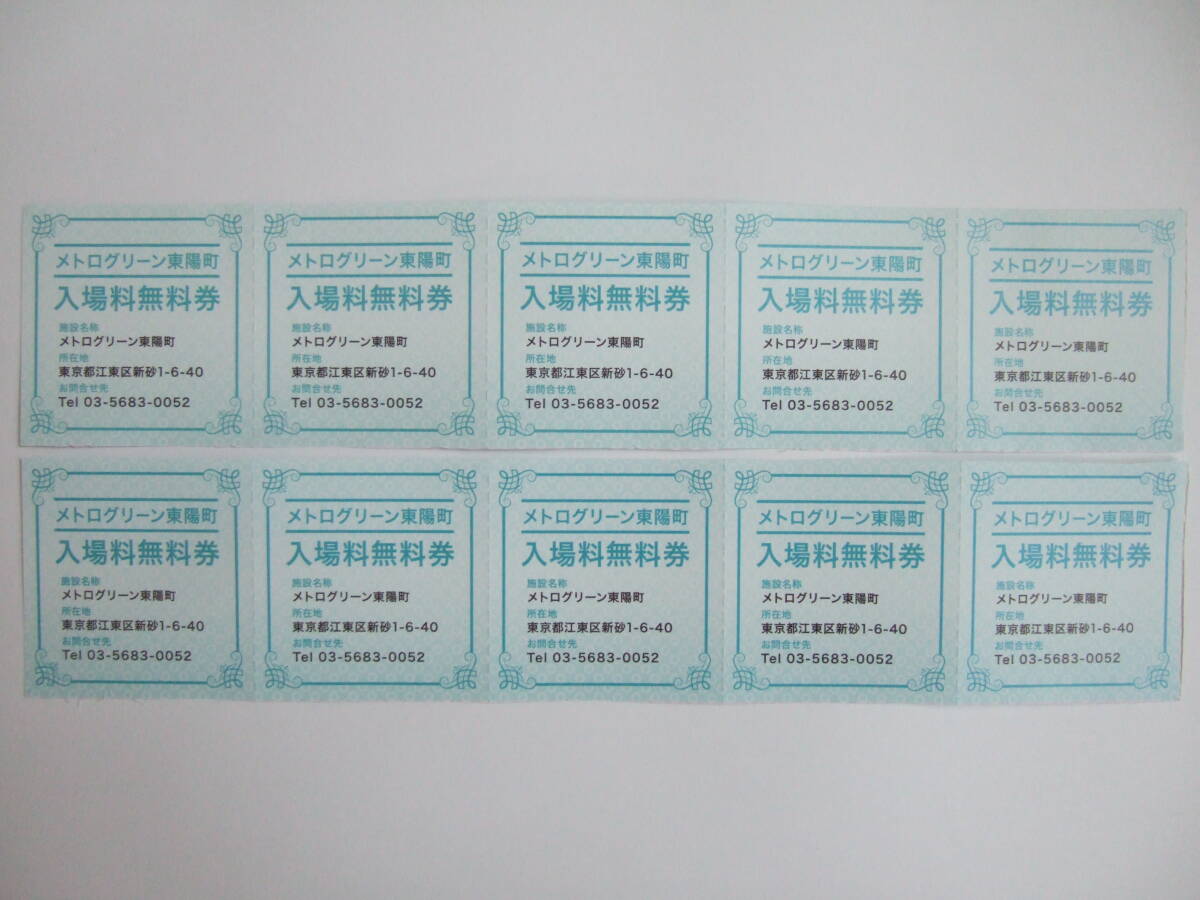 メトログリーン東陽町
入場料無料券
施設名称
メトログリーン東陽町
所在地
東京都江東区新砂1-6-40
お問合せ先
Tel 03-5683-0052
メトログリーン東陽町
入場料無料券
施設名称
メトログリーン東陽町
所在地
東京都江東区新砂1-6-40
お問合せ先
Tel 03-5683-0052
メトログリーン東陽町
入場料無料券
施設名称
メトログリーン東陽町
所在地
東京都江東区新砂1-6-40
お問合せ先
Tel 03-5683-0052
メトログリーン東陽町
入場料無料券
施設名称
メトログリーン東陽町
所在地
東京都江東区新砂1-6-40
お問合せ先
Tel 03-5683-0052
メトログリーン東陽町
入場料無料券
施設名称
メトログリーン東陽町
所在地
東京都江東区新砂1-6-40
お問合せ先
Tel 03-5683-0052
メトログリーン東陽町
入場料無料券
施設名称
メトログリーン東陽町
所在地
東京都江東区新砂1-6-40
お問合せ先
Tel 03-5683-0052
メトログリーン東陽町
入場料無料券
施設名称
メトログリーン東陽町
所在地
東京都江東区新砂1-6-40
お問合せ先
Tel 03-5683-0052
メトログリーン東陽町
入場料無料券
施設名称
メトログリーン東陽町
所在地
東京都江東区新砂1-6-40
お問合せ先
Tel 03-5683-0052
メトログリーン東陽町
入場料無料券
施設名称
メトログリーン東陽町
所在地
東京都江東区新砂1-6-40
お問合せ先
Tel 03-5683-0052
メトログリーン東陽町
入場料無料券
施設名称
メトログリーン東陽町
所在地
東京都江東区新砂1-6-40
お問合せ先
Tel 03-5683-0052